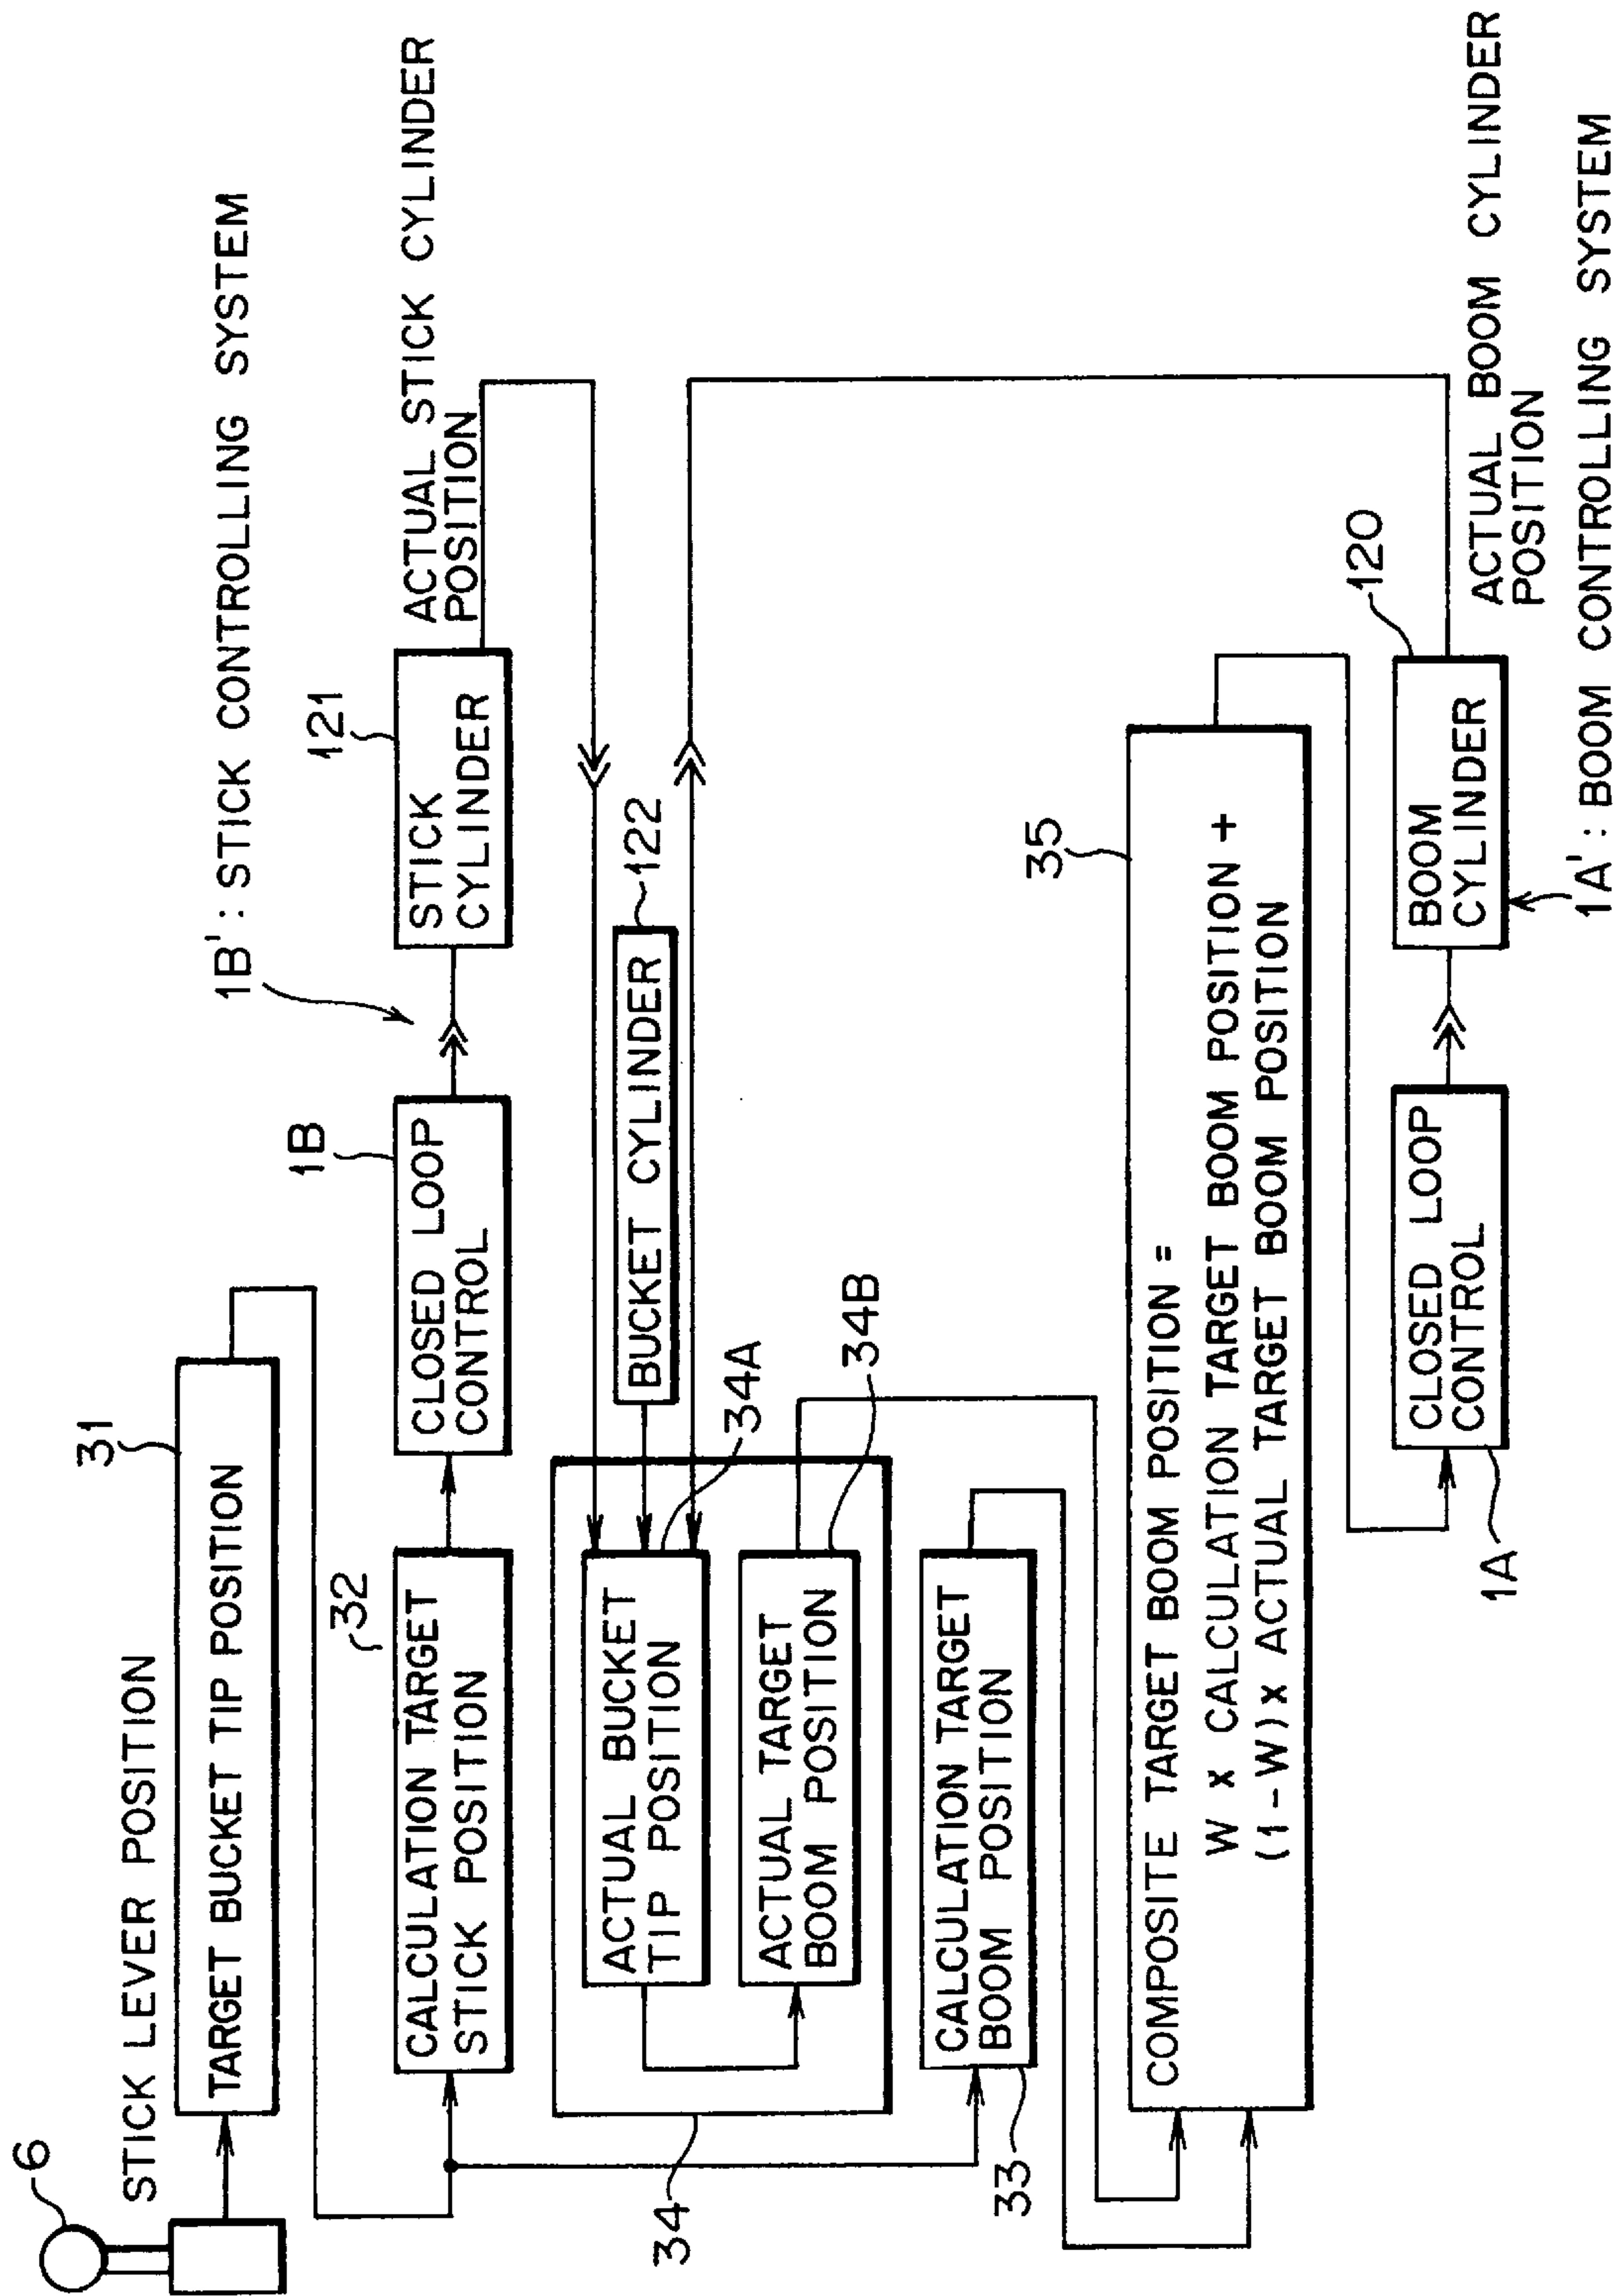 6
STICK LEVER POSITION
31
TARGET BUCKET TIP POSITION
1B': STICK CONTROLLING SYSTEM
32
CALCULATION TARGET
STICK POSITION
1B
CLOSED LOOP
CONTROL
121
STICK
CYLINDER
ACTUAL STICK CYLINDER
POSITION
34
ACTUAL BUCKET
TIP POSITION
34A
BUCKET CYLINDER
122
ACTUAL TARGET
BOOM POSITION
34B
33
CALCULATION TARGET
BOOM POSITION
35
COMPOSITE TARGET BOOM POSITION =
W x CALCULATION TARGET BOOM POSITION +
(1-W) x ACTUAL TARGET BOOM POSITION
1A
CLOSED LOOP
CONTROL
120
BOOM
CYLINDER
ACTUAL BOOM CYLINDER
POSITION
1A': BOOM CONTROLLING SYSTEM